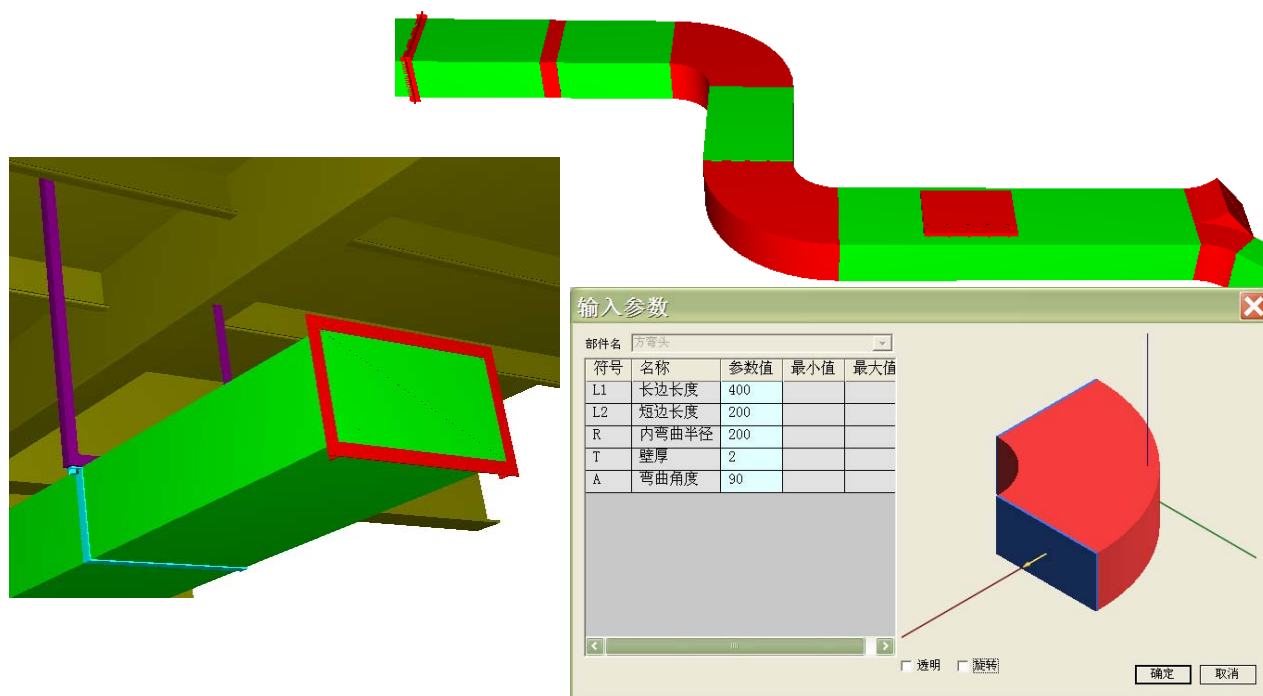 输入参数
部件名 方弯头
符号 名称 参数值 最小值 最大值
L1 长边长度 400
L2 短边长度 200
R 内弯曲半径 200
T 壁厚 2
A 弯曲角度 90
透明 旋转
确定 取消